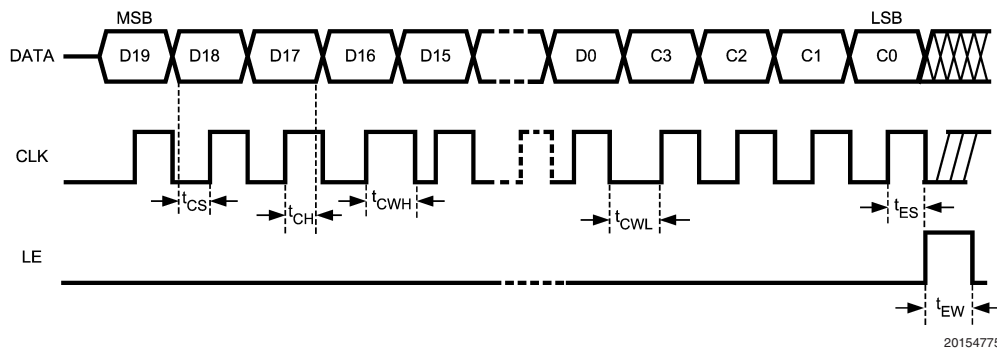 MSB LSB
DATA D19 D18 D17 D16 D15 D0 C3 C2 C1 C0
CLK
tCS tCH tCWH tCWL tES
LE
tEW
20154775